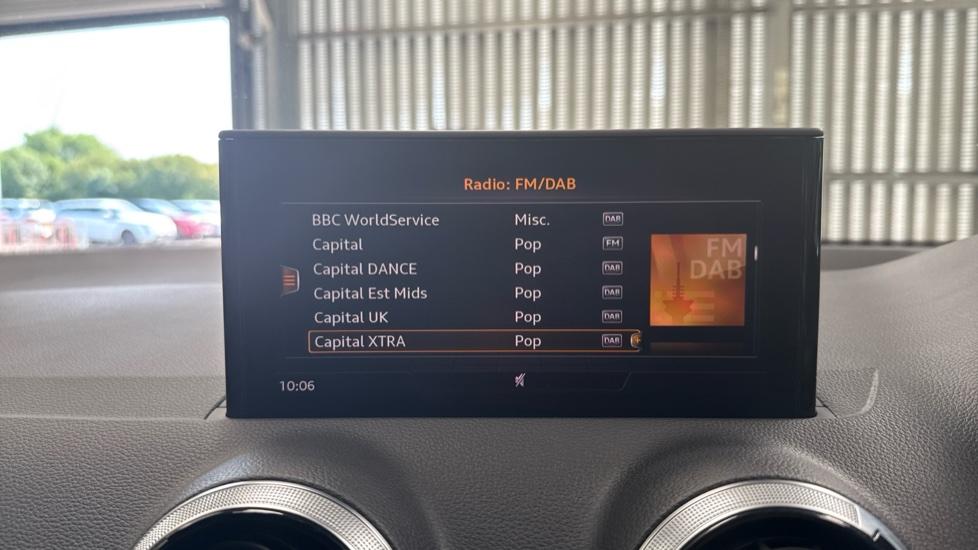 Radio: FM/DAB
BBC WorldService Misc. DAB
Capital Pop FM
Capital DANCE Pop DAB
Capital Est Mids Pop DAB
Capital UK Pop DAB
Capital XTRA Pop DAB
FM
DAB
10:06